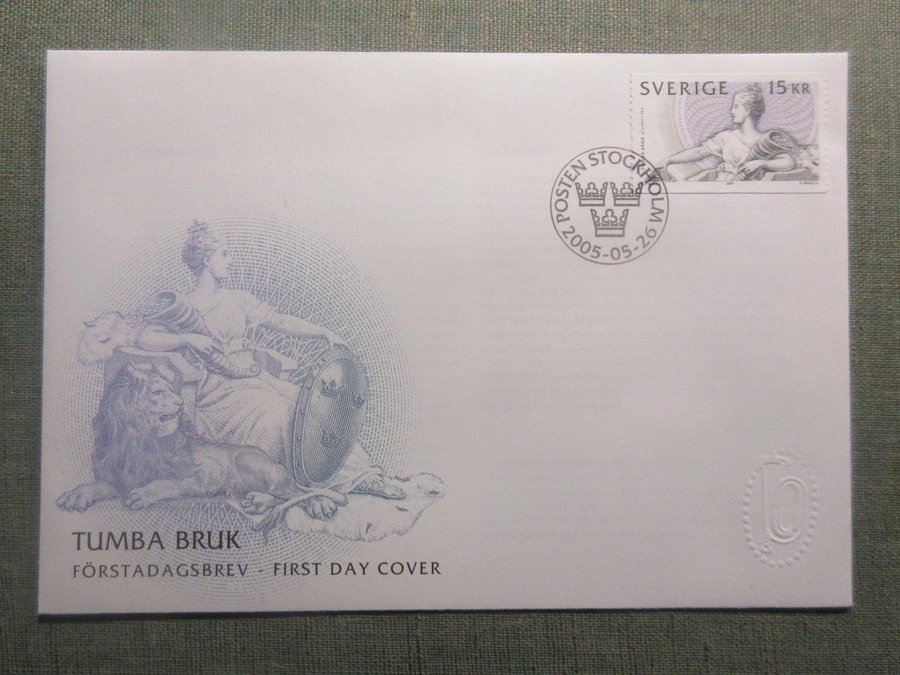 SVERIGE 15 KR
POSTEN STOCKHOLM
2005-05-26
TUMBA BRUK
FÖRSTADAGSBREV - FIRST DAY COVER